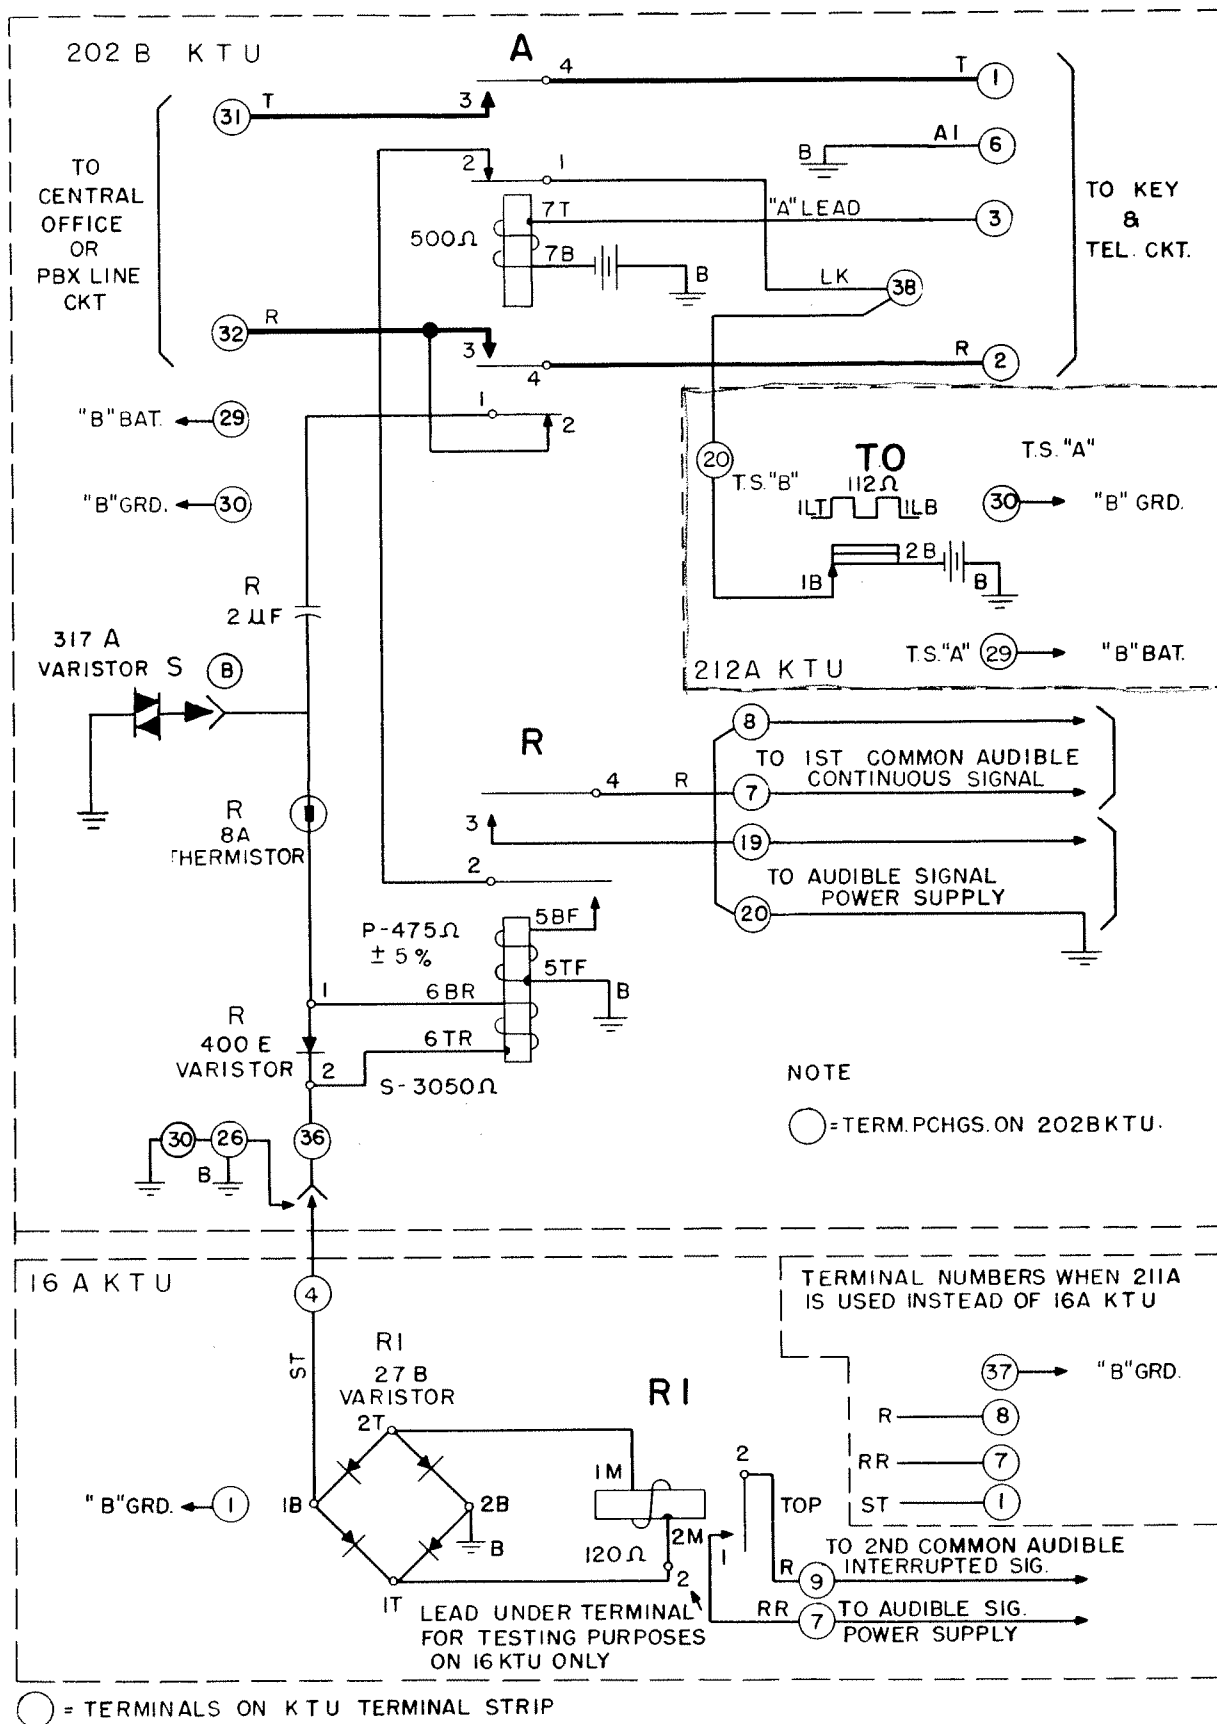 202 B KTU
A
4
T
1
31
T
3
A1
6
B
2
1
TO
CENTRAL
OFFICE
OR
PBX LINE
CKT
7T
"A" LEAD
3
500Ω
7B
B
TO KEY
&
TEL. CKT.
LK
38
32
R
3
4
R
2
"B" BAT.
29
1
2
20
T.S. "B"
TO
112Ω
1LT
1LB
T.S. "A"
30
"B" GRD.
"B" GRD.
30
2B
1B
B
R
2 µF
317 A
VARISTOR S
B
T.S. "A"
29
"B" BAT.
212A KTU
8
R
TO 1ST COMMON AUDIBLE
CONTINUOUS SIGNAL
4
R
7
R
8A
THERMISTOR
3
19
2
TO AUDIBLE SIGNAL
POWER SUPPLY
20
5BF
P-475Ω
± 5%
5TF
B
1
6BR
R
400 E
VARISTOR
6TR
2
S-3050Ω
NOTE
= TERM. PCHGS. ON 202B KTU.
30
26
36
B
16 A KTU
4
TERMINAL NUMBERS WHEN 211A
IS USED INSTEAD OF 16A KTU
ST
R1
27 B
VARISTOR
2T
R1
37
"B" GRD.
R
8
RR
7
ST
1
"B" GRD.
1
1B
2B
B
1M
2
TOP
2M
1
120Ω
2
1T
TO 2ND COMMON AUDIBLE
INTERRUPTED SIG.
R
9
LEAD UNDER TERMINAL
FOR TESTING PURPOSES
ON 16 KTU ONLY
RR
7
TO AUDIBLE SIG.
POWER SUPPLY
= TERMINALS ON KTU TERMINAL STRIP